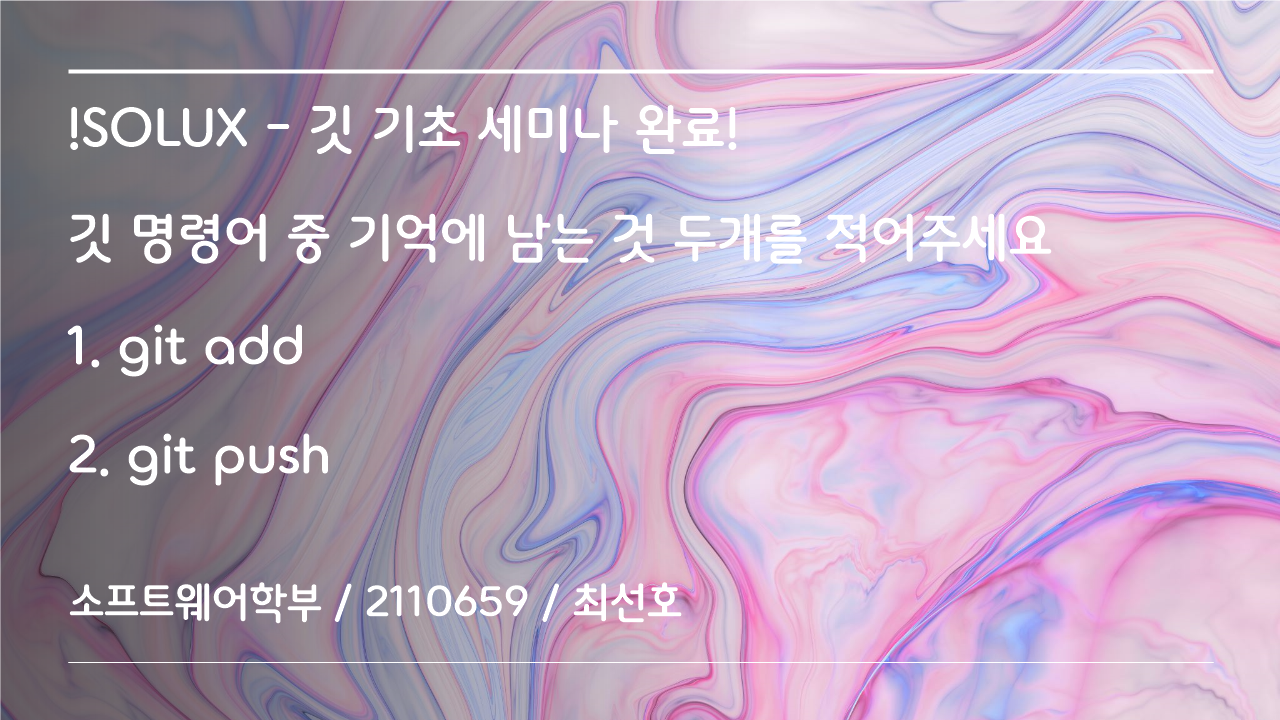 !SOLUX - 깃 기초 세미나 완료!
깃 명령어 중 기억에 남는 것 두개를 적어주세요
1. git add
2. git push
소프트웨어학부 / 2110659 / 최선호